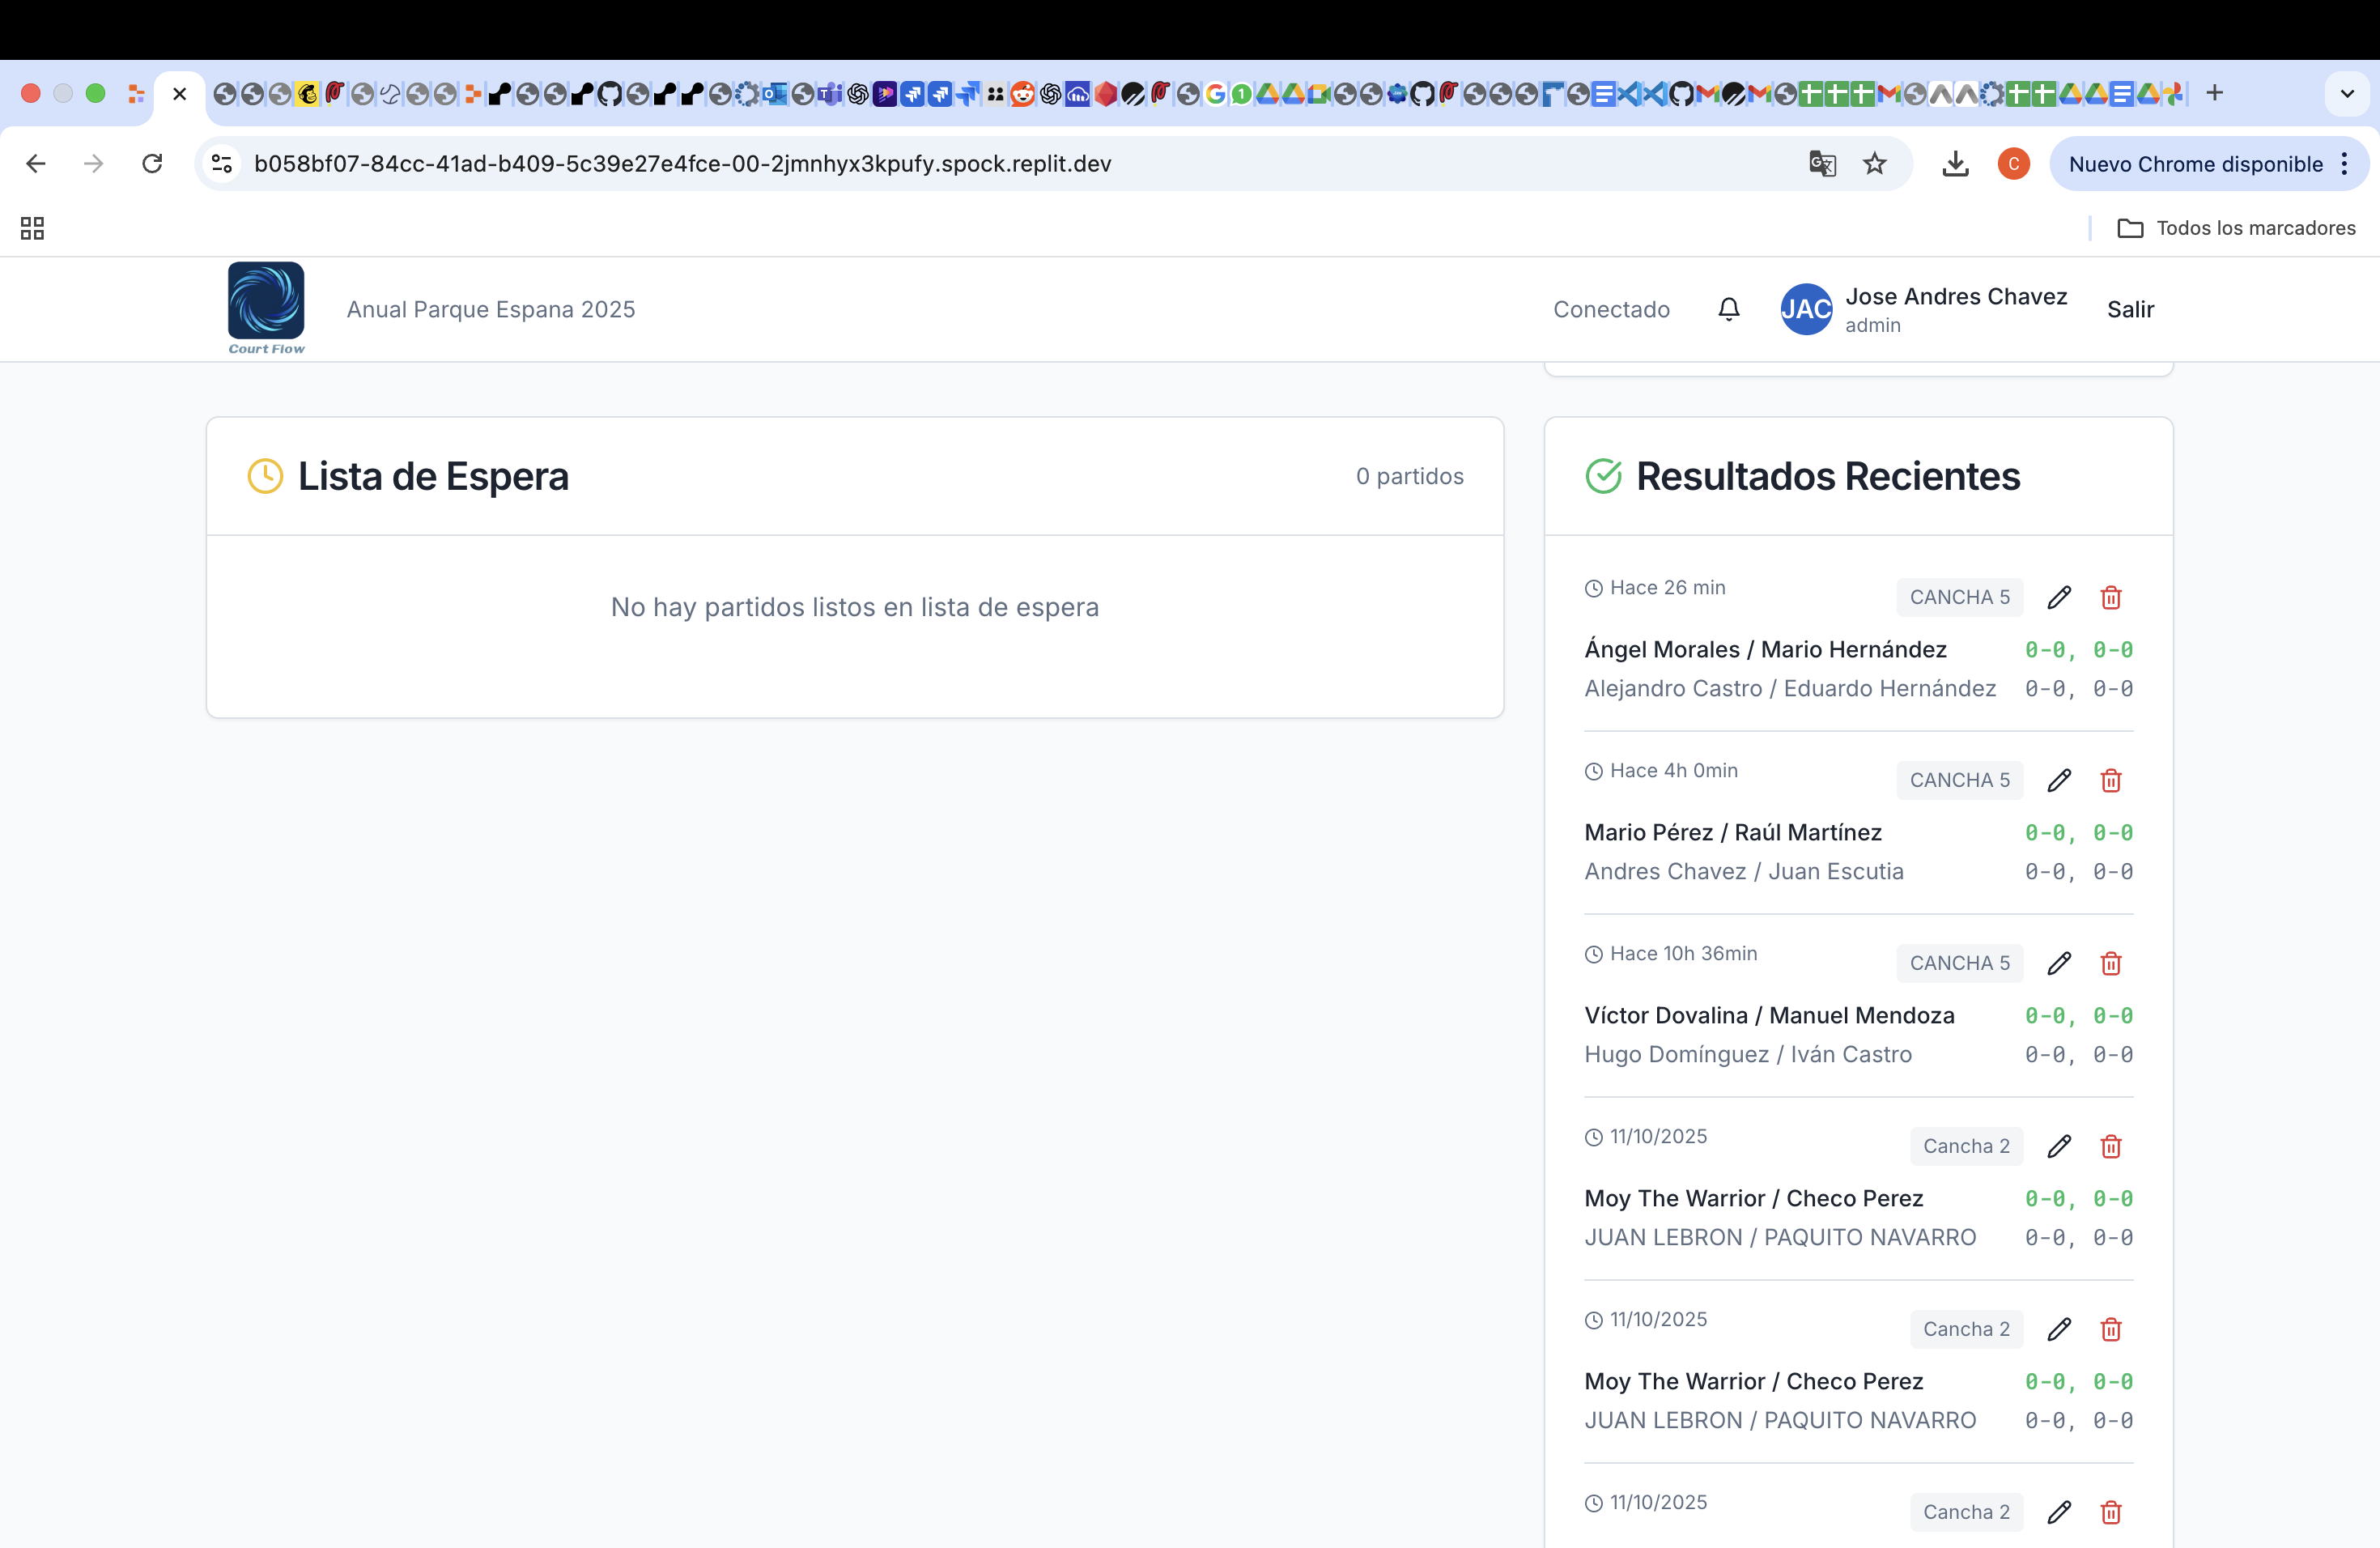 b058bf07-84cc-41ad-b409-5c39e27e4fce-00-2jmnhyx3kpufy.spock.replit.dev
C
Nuevo Chrome disponible
Todos los marcadores
Court Flow
Anual Parque Espana 2025
Conectado
JAC
Jose Andres Chavez
admin
Salir
Lista de Espera
0 partidos
No hay partidos listos en lista de espera
Resultados Recientes
Hace 26 min
CANCHA 5
Ángel Morales / Mario Hernández
0-0, 0-0
Alejandro Castro / Eduardo Hernández
0-0, 0-0
Hace 4h 0min
CANCHA 5
Mario Pérez / Raúl Martínez
0-0, 0-0
Andres Chavez / Juan Escutia
0-0, 0-0
Hace 10h 36min
CANCHA 5
Víctor Dovalina / Manuel Mendoza
0-0, 0-0
Hugo Domínguez / Iván Castro
0-0, 0-0
11/10/2025
Cancha 2
Moy The Warrior / Checo Perez
0-0, 0-0
JUAN LEBRON / PAQUITO NAVARRO
0-0, 0-0
11/10/2025
Cancha 2
Moy The Warrior / Checo Perez
0-0, 0-0
JUAN LEBRON / PAQUITO NAVARRO
0-0, 0-0
11/10/2025
Cancha 2